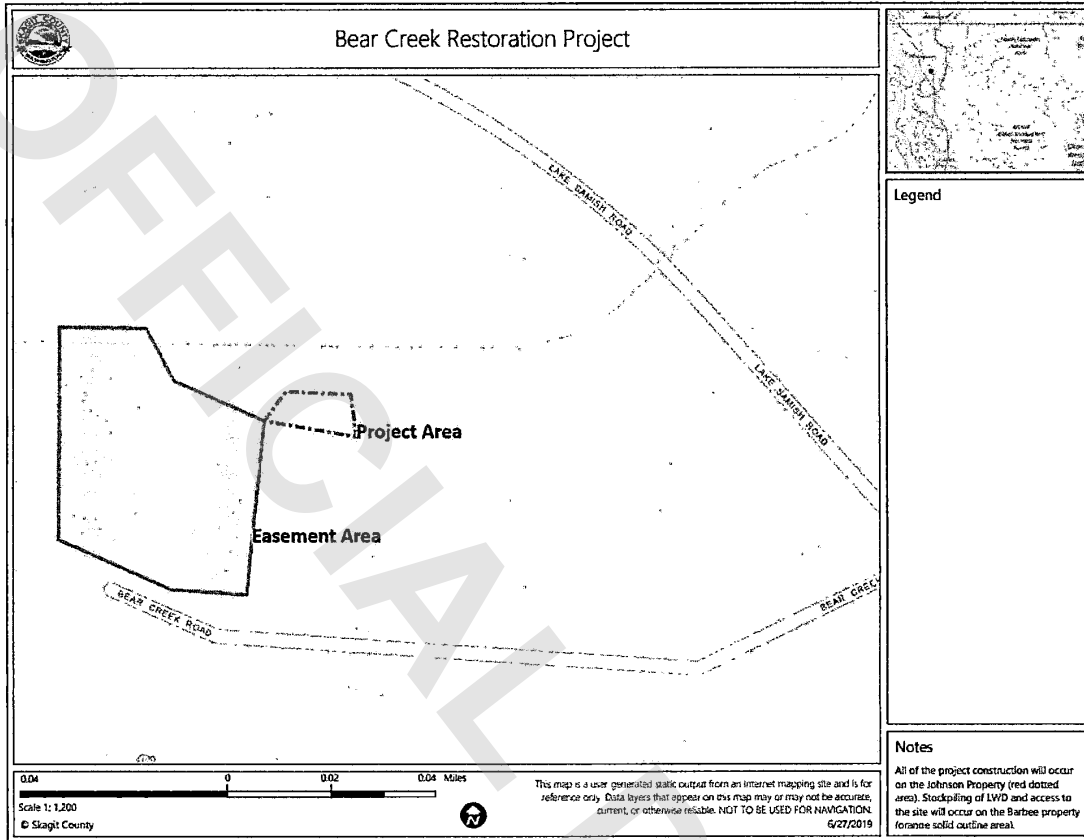 Bear Creek Restoration Project
SKAGIT COUNTY
LAKE SAMISH ROAD
LAKE SAMISH ROAD
Project Area
Easement Area
BEAR CREEK ROAD
BEAR CREE
OFFICIAL
Legend
0.04 0 0.02 0.04 Miles
Scale 1: 1,200
© Skagit County
N
This map is a user generated static output from an internet mapping site and is for
reference only. Data layers that appear on this map may or may not be accurate,
current, or otherwise reliable. NOT TO BE USED FOR NAVIGATION.
6/27/2019
Notes
All of the project construction will occur
on the Johnson Property (red dotted
area). Stockpiling of LWD and access to
the site will occur on the Barbee property
(orange solid outline area).